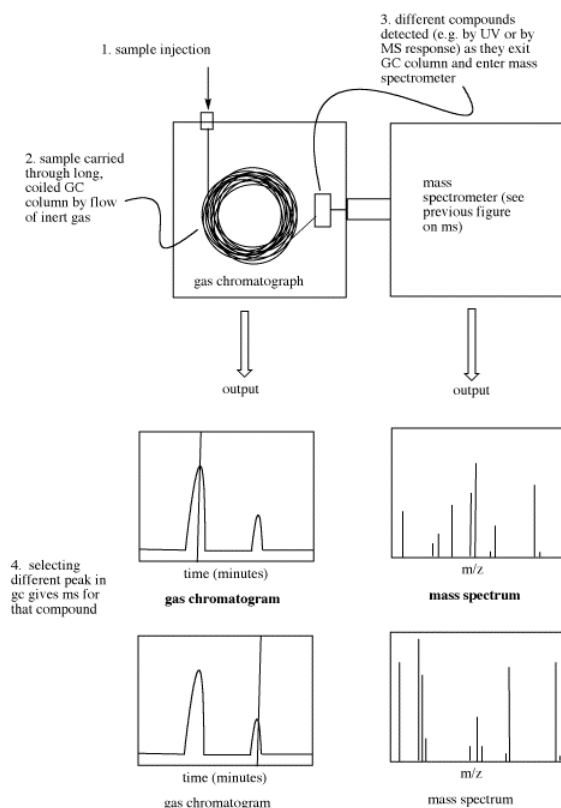 1. sample injection
3. different compounds
detected (e.g. by UV or by
MS response) as they exit
GC column and enter mass
spectrometer
2. sample carried
through long,
coiled GC
column by flow
of inert gas
mass
spectrometer (see
previous figure
on ms)
gas chromatograph
output
output
4. selecting
different peak in
gc gives ms for
that compound
time (minutes)
gas chromatogram
m/z
mass spectrum
time (minutes)
gas chromatogram
m/z
mass spectrum